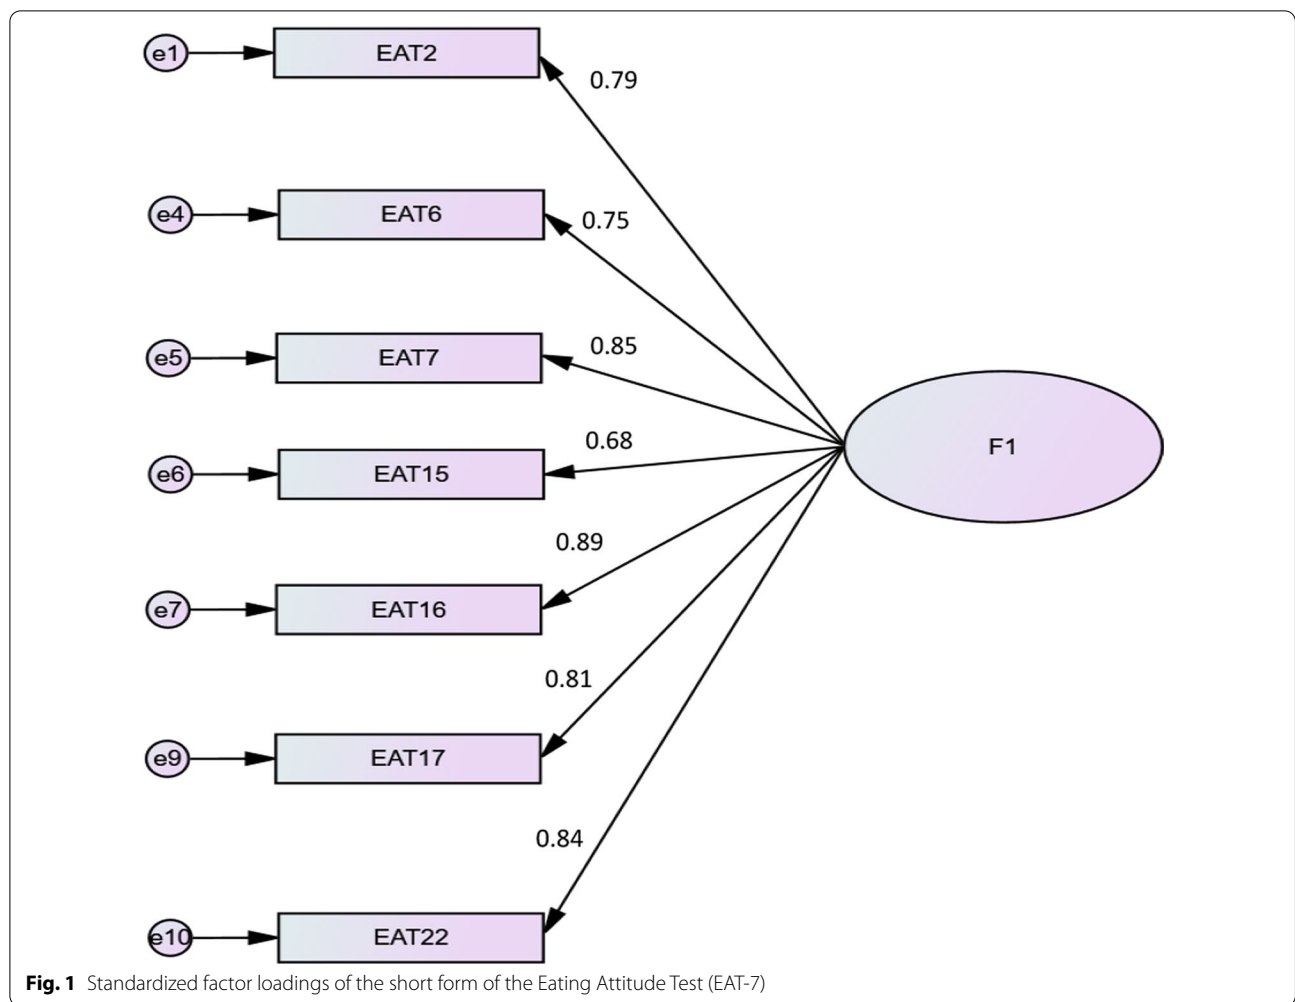 e1 EAT2
0.79
e4 EAT6 0.75
e5 EAT7 0.85
F1
e6 EAT15 0.68
e7 EAT16 0.89
e9 EAT17 0.81
e10 EAT22 0.84
Fig. 1 Standardized factor loadings of the short form of the Eating Attitude Test (EAT-7)